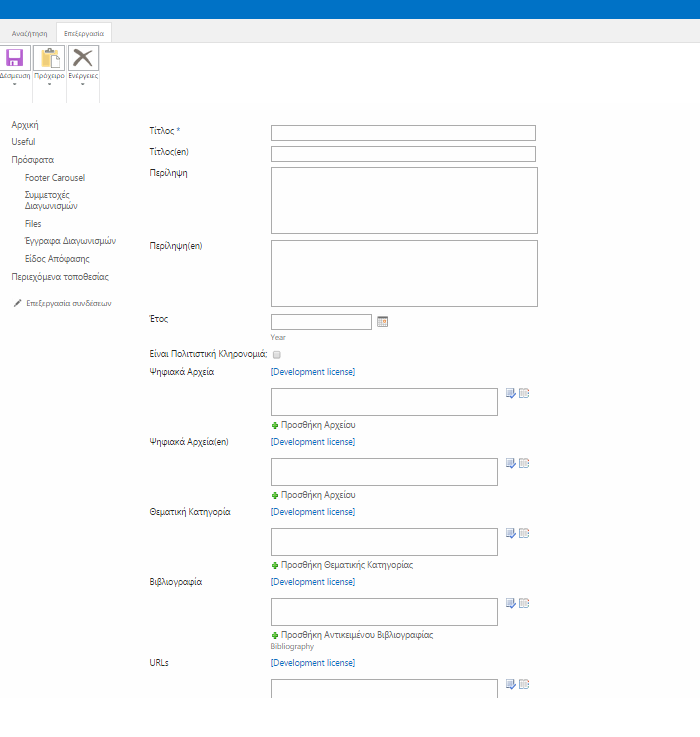 Αναζήτηση
Επεξεργασία
Δέσμευση
Πρόχειρο
Ενέργειες
Αρχική
Useful
Πρόσφατα
Footer Carousel
Συμμετοχές
Διαγωνισμών
Files
Έγγραφα Διαγωνισμών
Είδος Απόφασης
Περιεχόμενα τοποθεσίας
Επεξεργασία συνδέσεων
Τίτλος *
Τίτλος(en)
Περίληψη
Περίληψη(en)
Έτος
Year
Είναι Πολιτιστική Κληρονομιά;
Ψηφιακά Αρχεία
[Development license]
Προσθήκη Αρχείου
Ψηφιακά Αρχεία(en)
[Development license]
Προσθήκη Αρχείου
Θεματική Κατηγορία
[Development license]
Προσθήκη Θεματικής Κατηγορίας
Βιβλιογραφία
[Development license]
Προσθήκη Αντικειμένου Βιβλιογραφίας
Bibliography
URLs
[Development license]